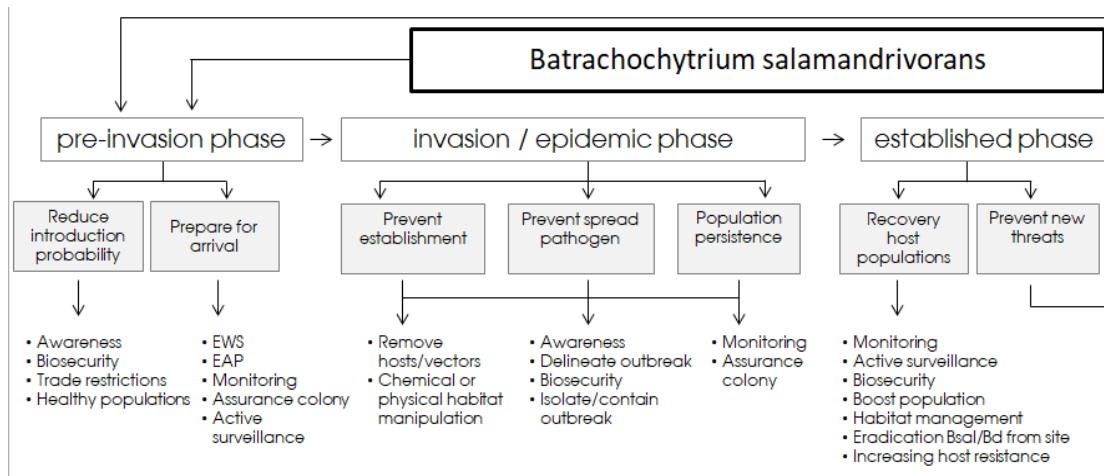 Batrachochytrium salamandrivorans
pre-invasion phase
invasion / epidemic phase
established phase
Reduce
introduction
probability
Prepare for
arrival
Prevent
establishment
Prevent spread
pathogen
Population
persistence
Recovery
host
populations
Prevent new
threats
• Awareness
• Biosecurity
• Trade restrictions
• Healthy populations
• EWS
• EAP
• Monitoring
• Assurance colony
• Active
surveillance
• Remove
hosts/vectors
• Chemical or
physical habitat
manipulation
• Awareness
• Delineate outbreak
• Biosecurity
• Isolate/contain
outbreak
• Monitoring
• Assurance
colony
• Monitoring
• Active surveillance
• Biosecurity
• Boost population
• Habitat management
• Eradication Bsal/Bd from site
• Increasing host resistance